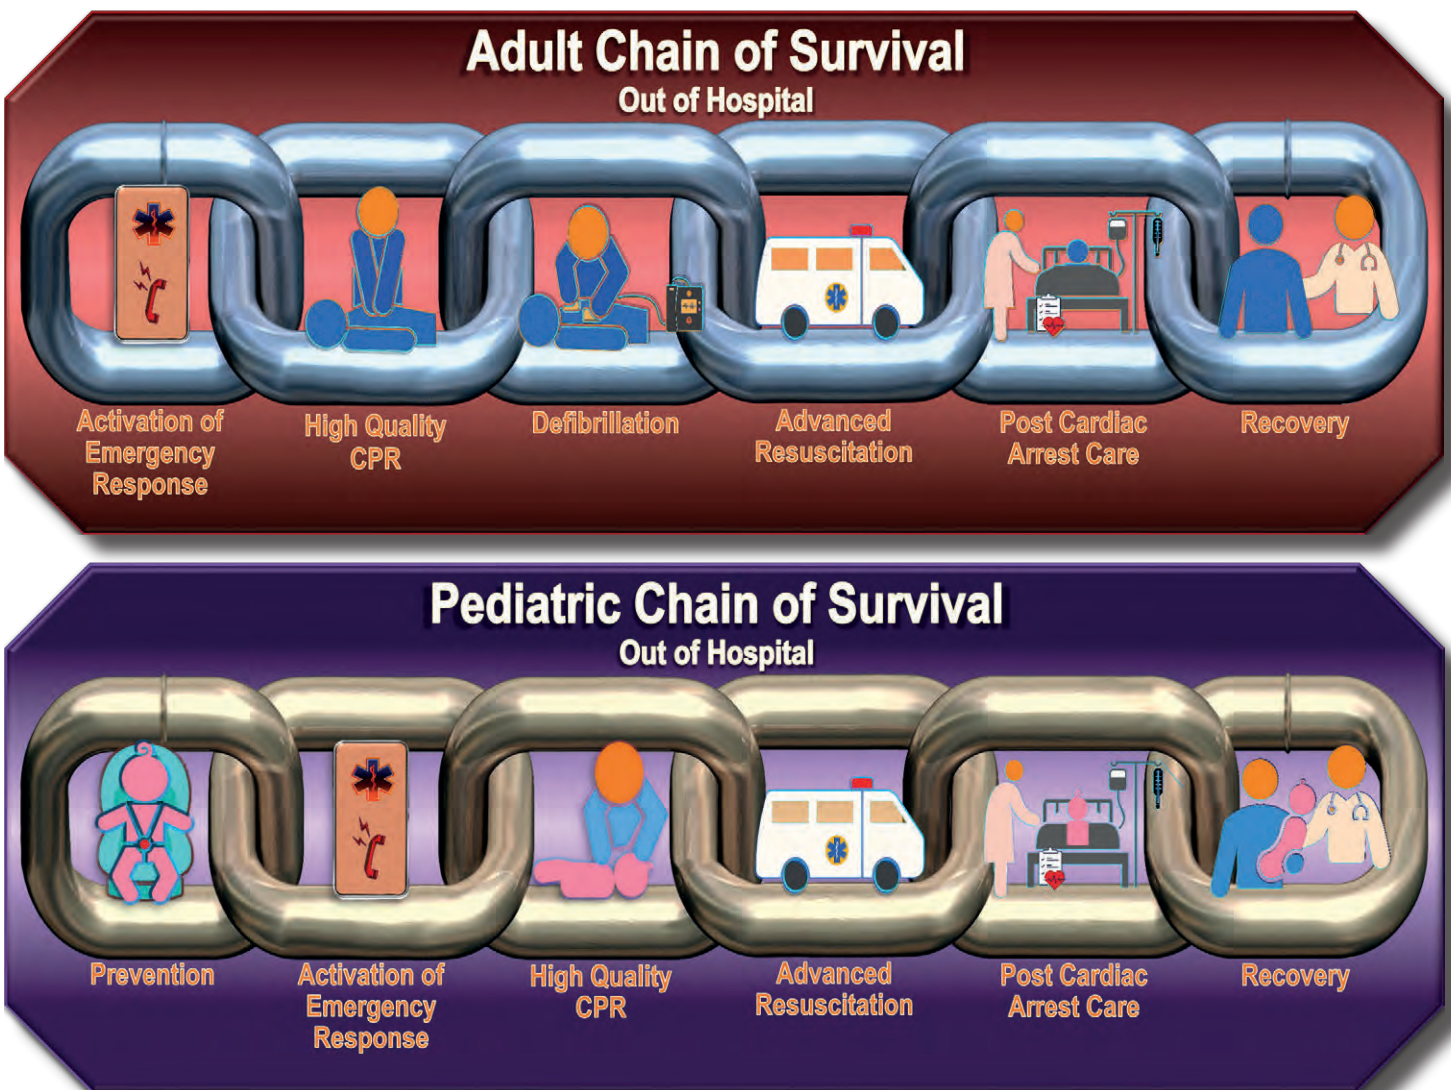 Adult Chain of Survival
Out of Hospital
Activation of
Emergency
Response
High Quality
CPR
Defibrillation
Advanced
Resuscitation
Post Cardiac
Arrest Care
Recovery
Pediatric Chain of Survival
Out of Hospital
Prevention
Activation of
Emergency
Response
High Quality
CPR
Advanced
Resuscitation
Post Cardiac
Arrest Care
Recovery